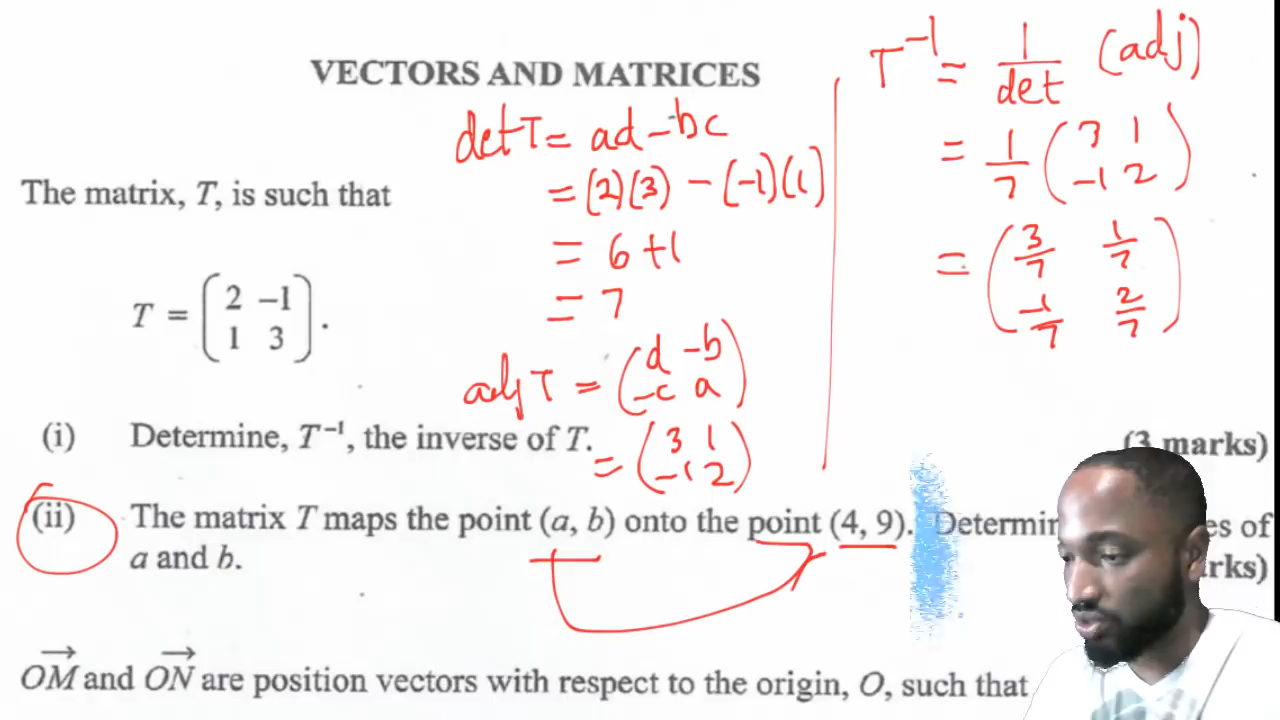 VECTORS AND MATRICES
The matrix, T, is such that
T = ( 2 −1
1 3 ) .
det T = ad − bc
= (2)(3) − (−1)(1)
= 6 + 1
= 7
adj T = ( d −b
−c a )
= ( 3 1
−1 2 )
T⁻¹ = 1/det (adj)
= 1/7 ( 3 1
−1 2 )
= ( 3/7 1/7
−1/7 2/7 )
(i) Determine, T⁻¹, the inverse of T. (3 marks)
(ii) The matrix T maps the point (a, b) onto the point (4, 9). of
a and b.
OM and ON are position vectors with respect to the origin, O, such that